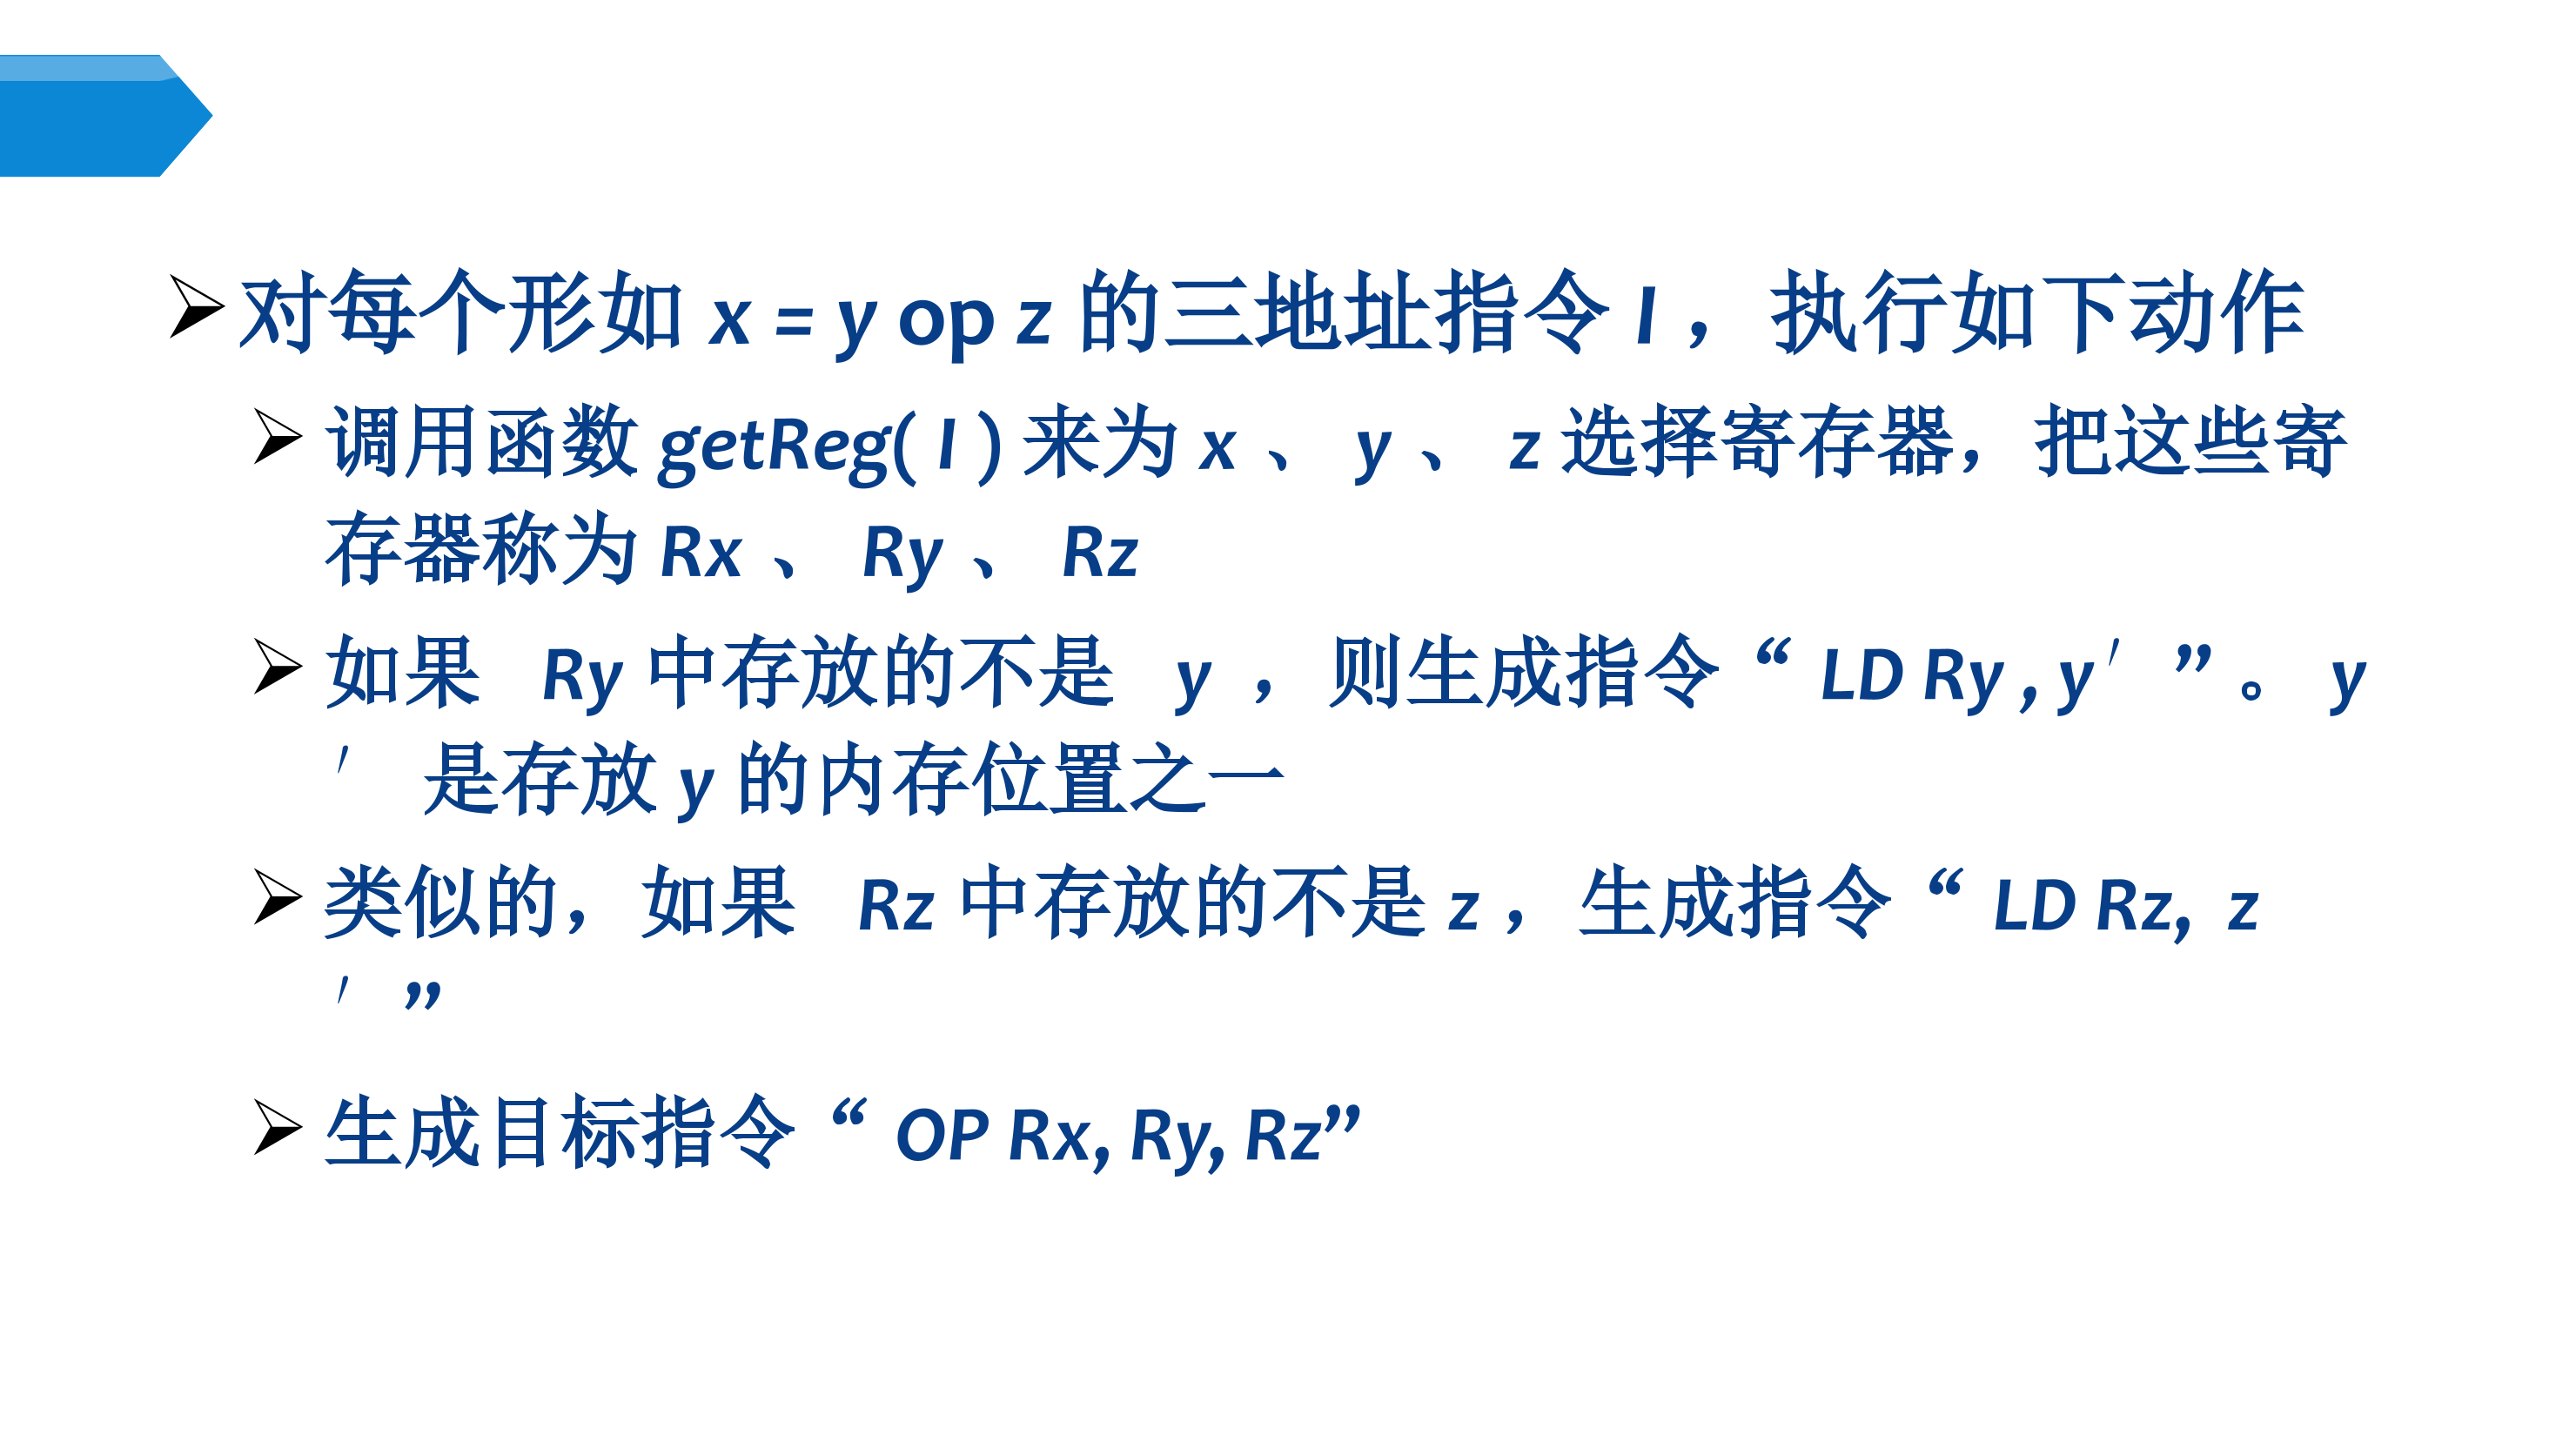 对每个形如 x = y op z 的三地址指令 I ，执行如下动作
调用函数 getReg( I ) 来为 x 、 y 、 z 选择寄存器，把这些寄
存器称为 Rx 、 Ry 、 Rz
如果 Ry 中存放的不是 y ，则生成指令“ LD Ry , y′ ”。 y
′ 是存放 y 的内存位置之一
类似的，如果 Rz 中存放的不是 z ，生成指令“ LD Rz, z
′ ”
生成目标指令“ OP Rx, Ry, Rz”